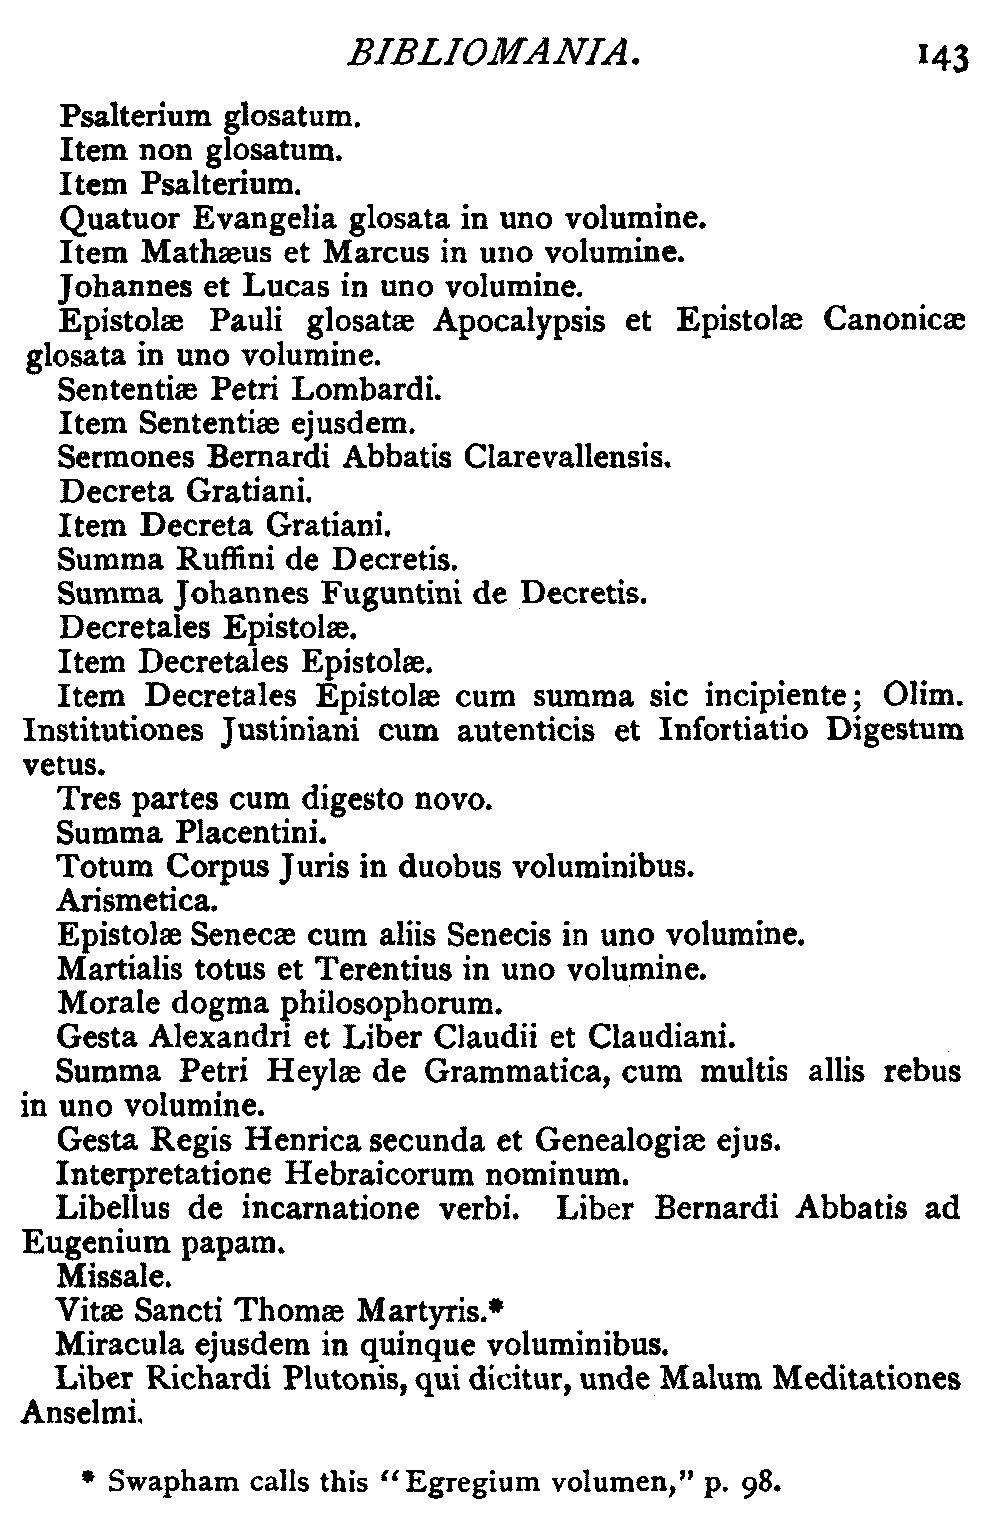 BIBLIOMANIA. 143
Psalterium glosatum.
Item non glosatum.
Item Psalterium.
Quatuor Evangelia glosata in uno volumine.
Item Mathæus et Marcus in uno volumine.
Johannes et Lucas in uno volumine.
Epistolæ Pauli glosatæ Apocalypsis et Epistolæ Canonicæ
glosata in uno volumine.
Sententiæ Petri Lombardi.
Item Sententiæ ejusdem.
Sermones Bernardi Abbatis Clarevallensis.
Decreta Gratiani.
Item Decreta Gratiani.
Summa Ruffini de Decretis.
Summa Johannes Fuguntini de Decretis.
Decretales Epistolæ.
Item Decretales Epistolæ.
Item Decretales Epistolæ cum summa sic incipiente; Olim.
Institutiones Justiniani cum autenticis et Infortiatio Digestum
vetus.
Tres partes cum digesto novo.
Summa Placentini.
Totum Corpus Juris in duobus voluminibus.
Arismetica.
Epistolæ Senecæ cum aliis Senecis in uno volumine.
Martialis totus et Terentius in uno volumine.
Morale dogma philosophorum.
Gesta Alexandri et Liber Claudii et Claudiani.
Summa Petri Heylæ de Grammatica, cum multis allis rebus
in uno volumine.
Gesta Regis Henrica secunda et Genealogiæ ejus.
Interpretatione Hebraicorum nominum.
Libellus de incarnatione verbi. Liber Bernardi Abbatis ad
Eugenium papam.
Missale.
Vitæ Sancti Thomæ Martyris.*
Miracula ejusdem in quinque voluminibus.
Liber Richardi Plutonis, qui dicitur, unde Malum Meditationes
Anselmi.
* Swapham calls this "Egregium volumen," p. 98.